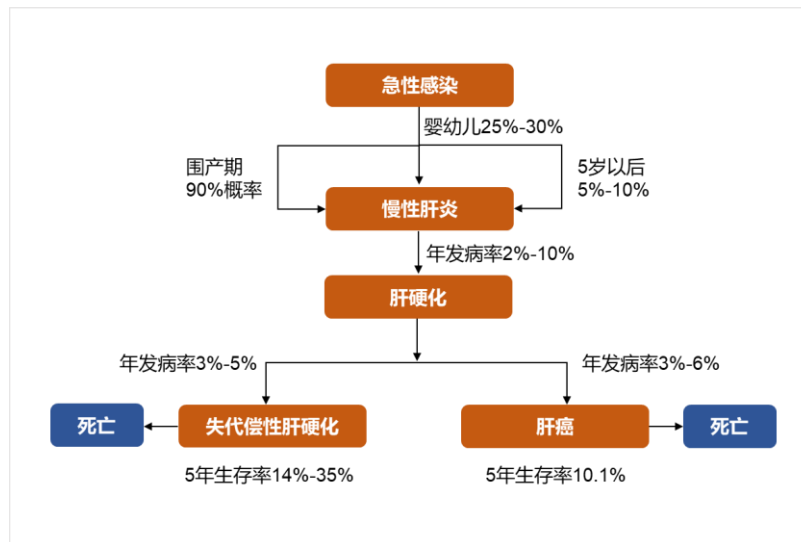 急性感染
婴幼儿25%-30%
围产期
90%概率
5岁以后
5%-10%
慢性肝炎
年发病率2%-10%
肝硬化
年发病率3%-5%
年发病率3%-6%
死亡
失代偿性肝硬化
肝癌
死亡
5年生存率14%-35%
5年生存率10.1%